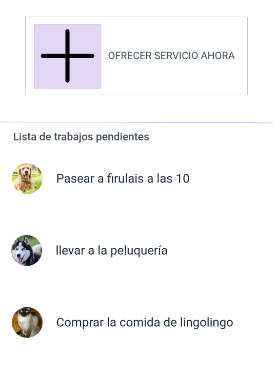 OFRECER SERVICIO AHORA
Lista de trabajos pendientes
Pasear a firulais a las 10
llevar a la peluquería
Comprar la comida de lingolingo